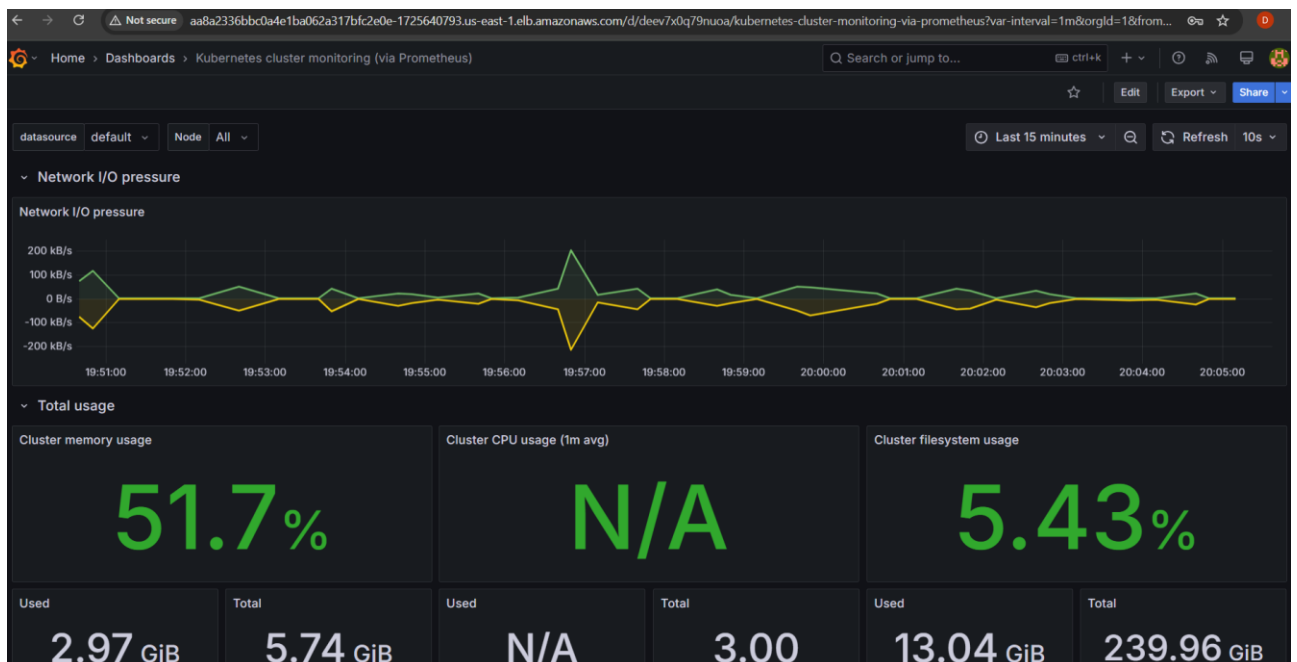 Not secure aa8a2336bbc0a4e1ba062a317bfc2e0e-1725640793.us-east-1.elb.amazonaws.com/d/deev7x0q79nuoa/kubernetes-cluster-monitoring-via-prometheus?var-interval=1m&orgId=1&from... D
Home > Dashboards > Kubernetes cluster monitoring (via Prometheus) Search or jump to... ctrl+k
Edit Export Share
datasource default Node All Last 15 minutes Refresh 10s
Network I/O pressure
Network I/O pressure
200 kB/s
100 kB/s
0 B/s
-100 kB/s
-200 kB/s
19:51:00 19:52:00 19:53:00 19:54:00 19:55:00 19:56:00 19:57:00 19:58:00 19:59:00 20:00:00 20:01:00 20:02:00 20:03:00 20:04:00 20:05:00
Total usage
Cluster memory usage Cluster CPU usage (1m avg) Cluster filesystem usage
51.7% N/A 5.43%
Used Total Used Total Used Total
2.97 GiB 5.74 GiB N/A 3.00 13.04 GiB 239.96 GiB